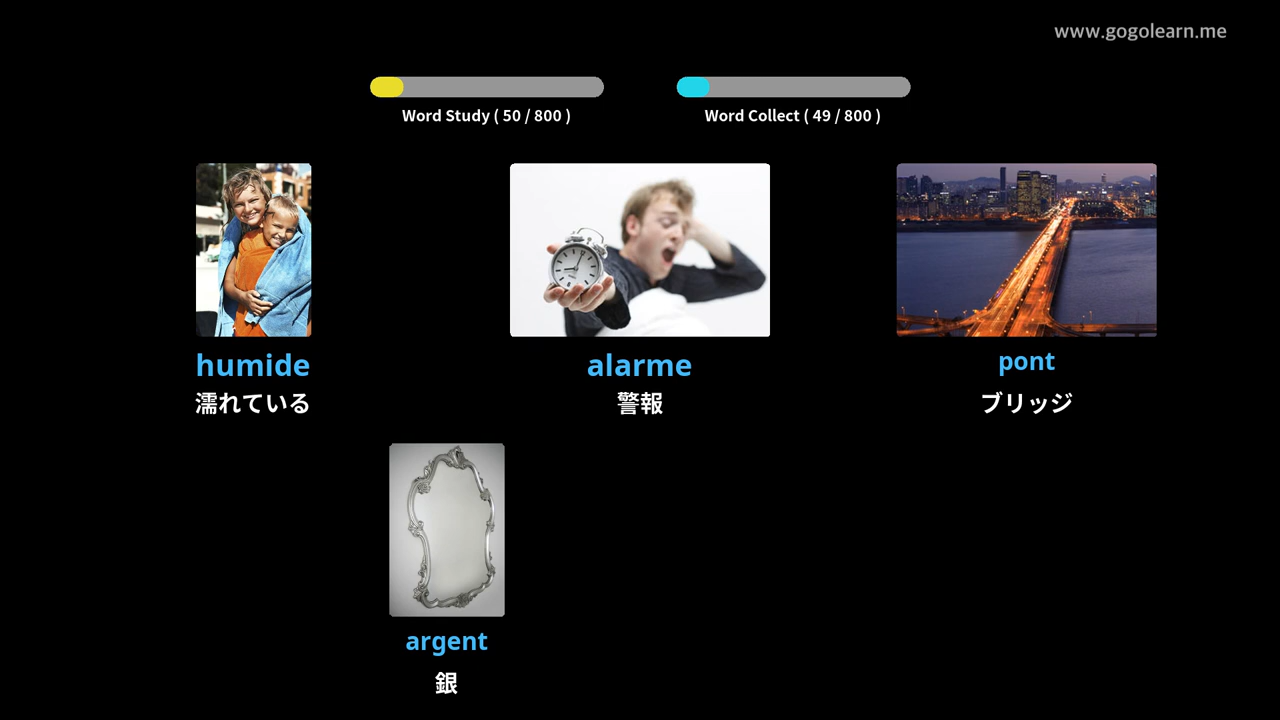 www.gogolearn.me
Word Study ( 50 / 800 )
Word Collect ( 49 / 800 )
humide
濡れている
alarme
警報
pont
ブリッジ
argent
銀